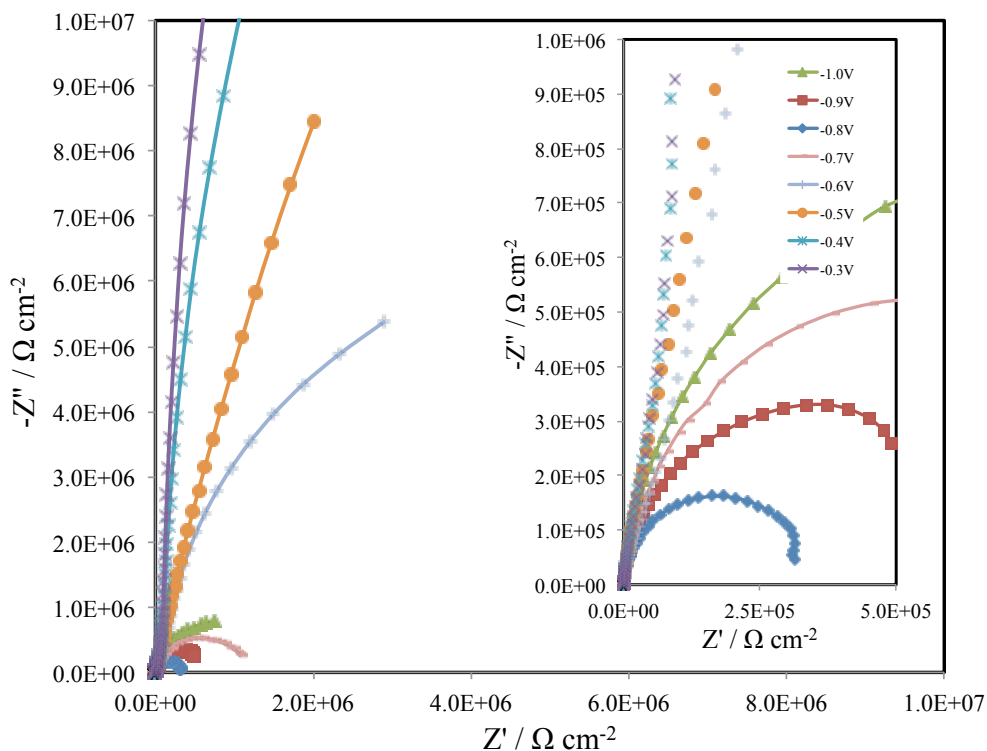 1.0E+07
9.0E+06
8.0E+06
7.0E+06
6.0E+06
5.0E+06
4.0E+06
3.0E+06
2.0E+06
1.0E+06
0.0E+00
-Z'' / Ω cm-2
0.0E+00 2.0E+06 4.0E+06 6.0E+06 8.0E+06 1.0E+07
Z' / Ω cm-2
1.0E+06
9.0E+05
8.0E+05
7.0E+05
6.0E+05
5.0E+05
4.0E+05
3.0E+05
2.0E+05
1.0E+05
0.0E+00
-Z'' / Ω cm-2
0.0E+00 2.5E+05 5.0E+05
Z' / Ω cm-2
-1.0V
-0.9V
-0.8V
-0.7V
-0.6V
-0.5V
-0.4V
-0.3V